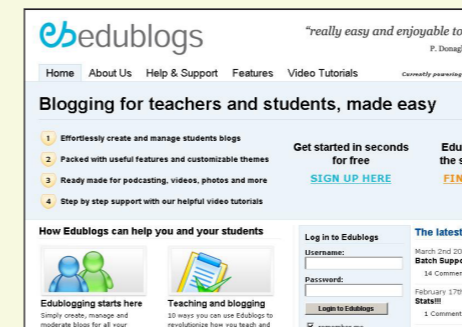 edublogs
"really easy and enjoyable to
P. Donagh
Home About Us Help & Support Features Video Tutorials
Currently powering
Blogging for teachers and students, made easy
1 Effortlessly create and manage students blogs
2 Packed with useful features and customizable themes
3 Ready made for podcasting, videos, photos and more
4 Step by step support with our helpful video tutorials
Get started in seconds
for free
SIGN UP HERE
Edu
the s
FIN
How Edublogs can help you and your students
Edublogging starts here
Simply create, manage and
moderate blogs for all your
Teaching and blogging
10 ways you can use Edublogs to
revolutionize how you teach and
Log in to Edublogs
Username:
Password:
Login to Edublogs
remember me
The latest
March 2nd 20
Batch Suppo
14 Commen
February 17th
Stats!!!
1 Comment